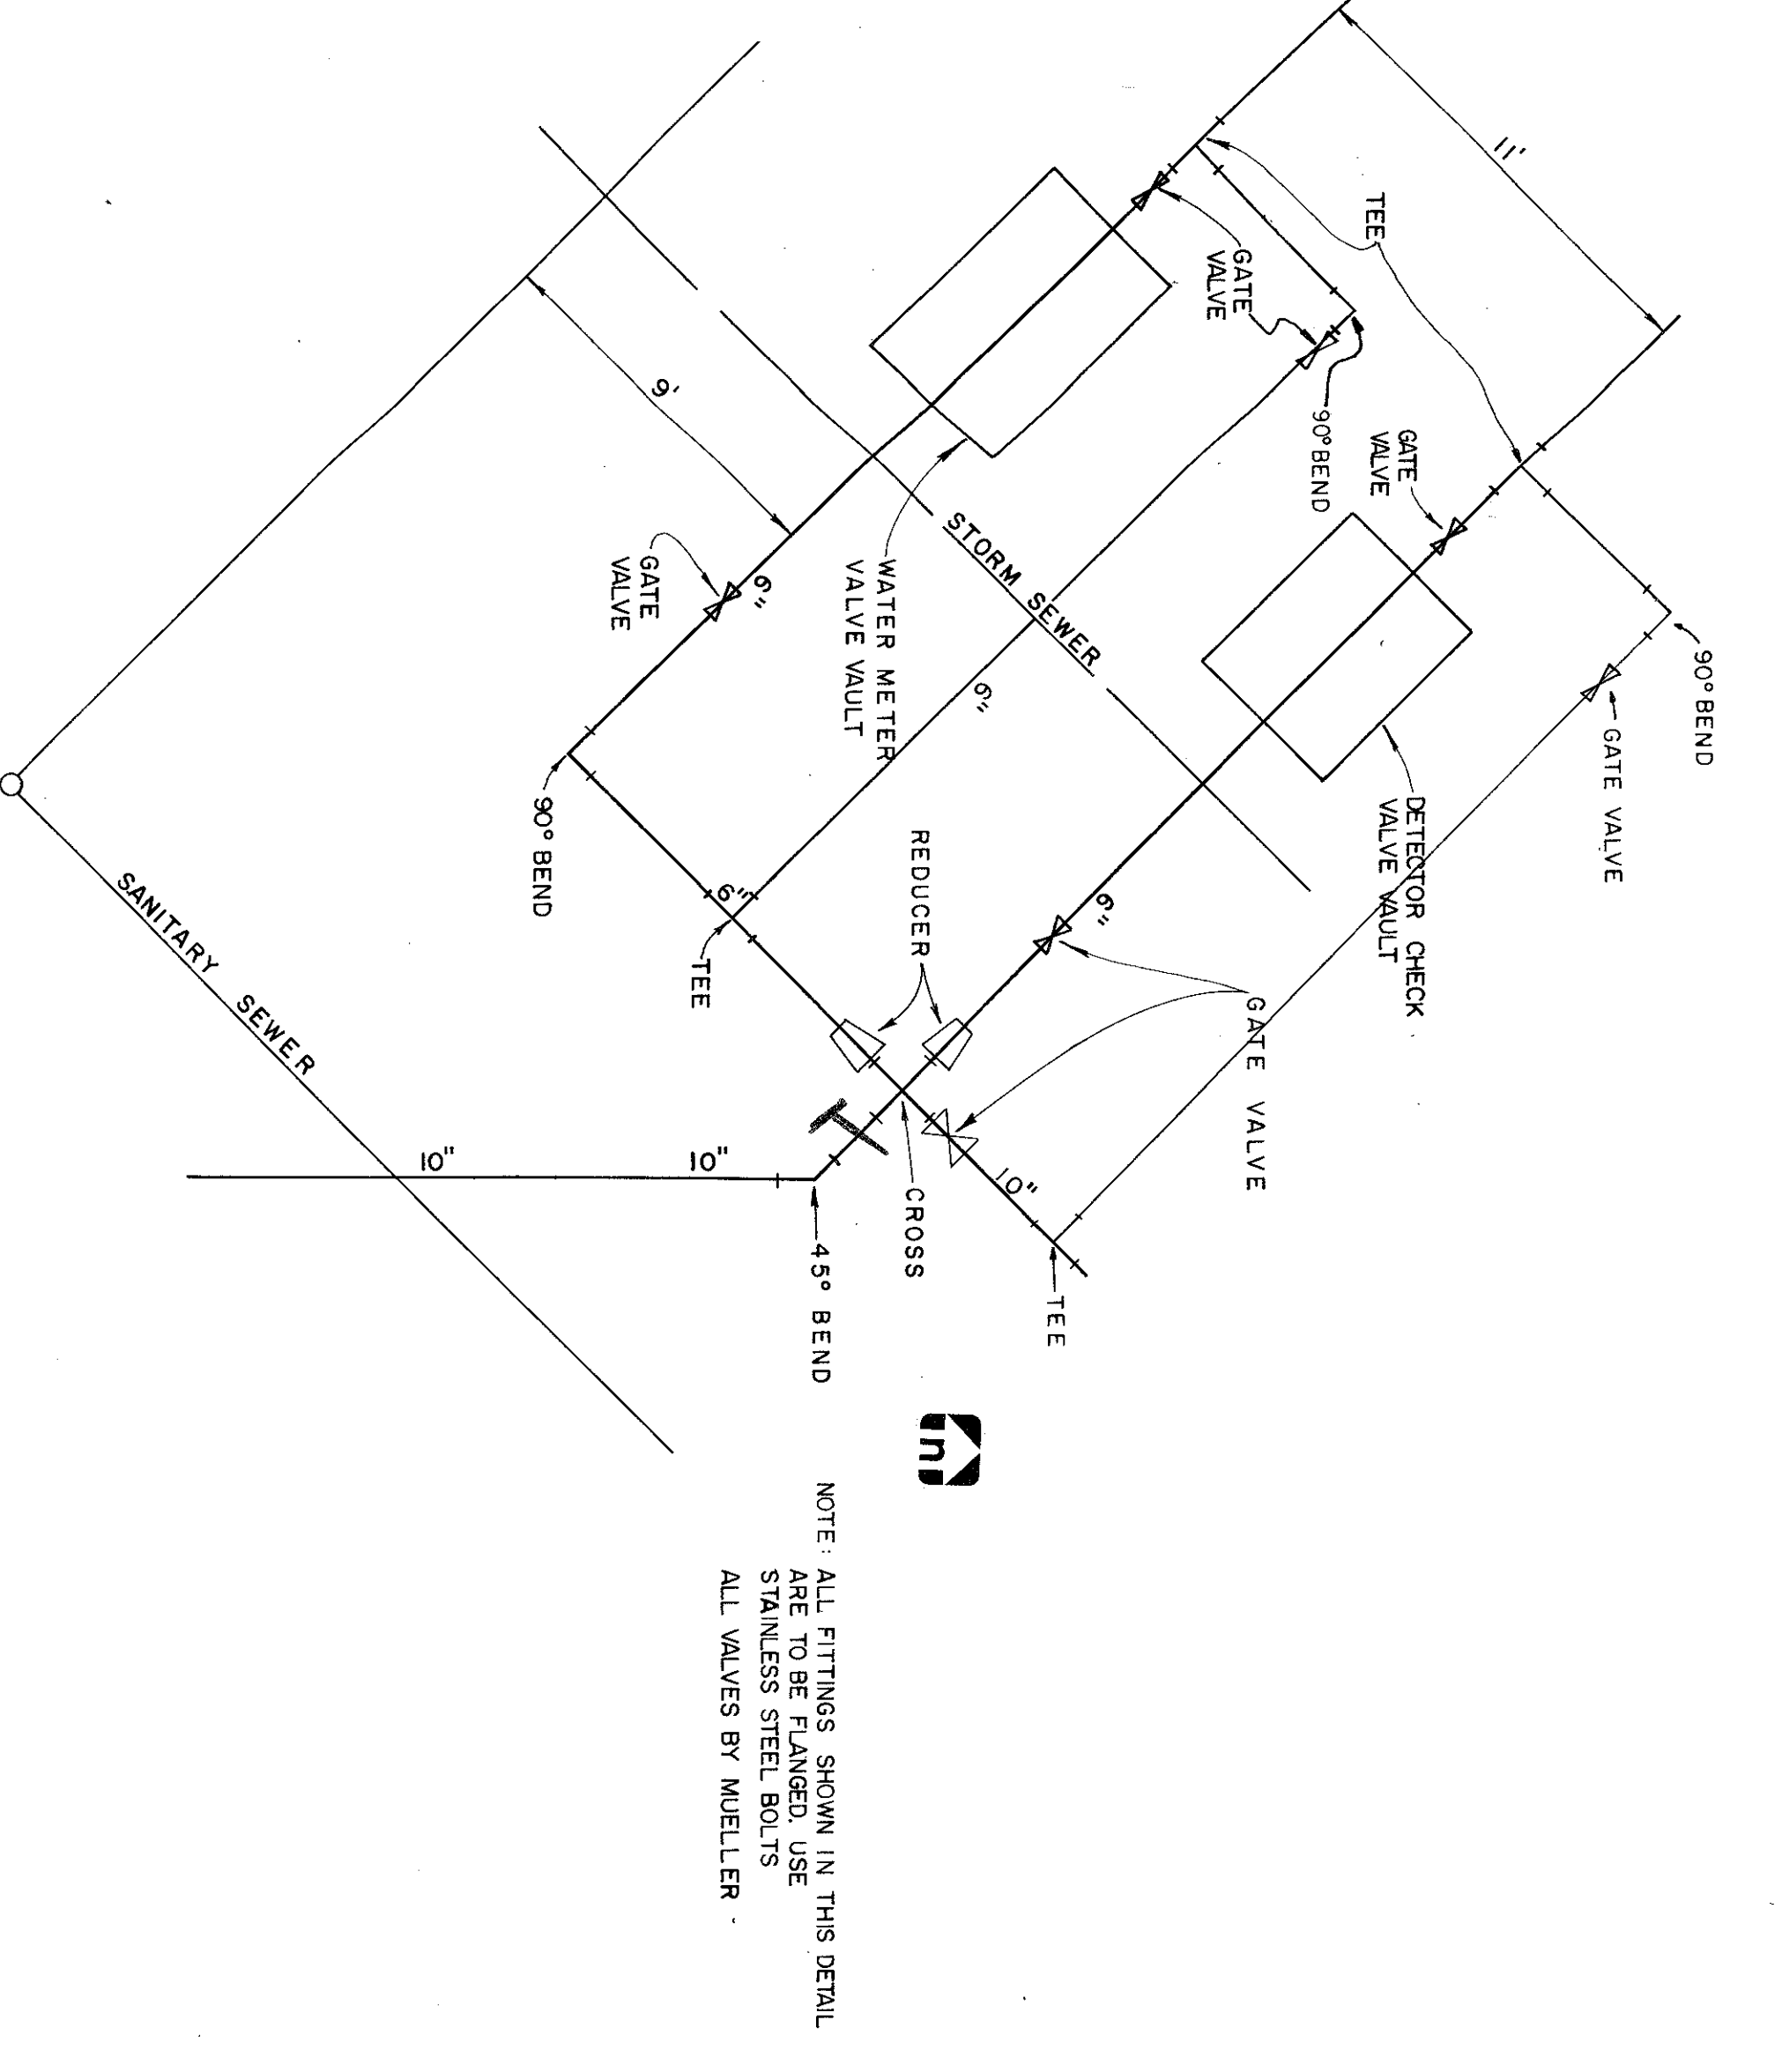 11'
TEE
90° BEND
GATE VALVE
GATE
VALVE
GATE
VALVE
90° BEND
DETECTOR CHECK
VALVE VAULT
STORM SEWER
WATER METER
VALVE VAULT
9'
GATE
VALVE
6"
6"
6"
6"
90° BEND
TEE
REDUCER
GATE VALVE
10"
TEE
CROSS
45° BEND
10"
10"
SANITARY SEWER
n
NOTE: ALL FITTINGS SHOWN IN THIS DETAIL
ARE TO BE FLANGED. USE
STAINLESS STEEL BOLTS
ALL VALVES BY MUELLER